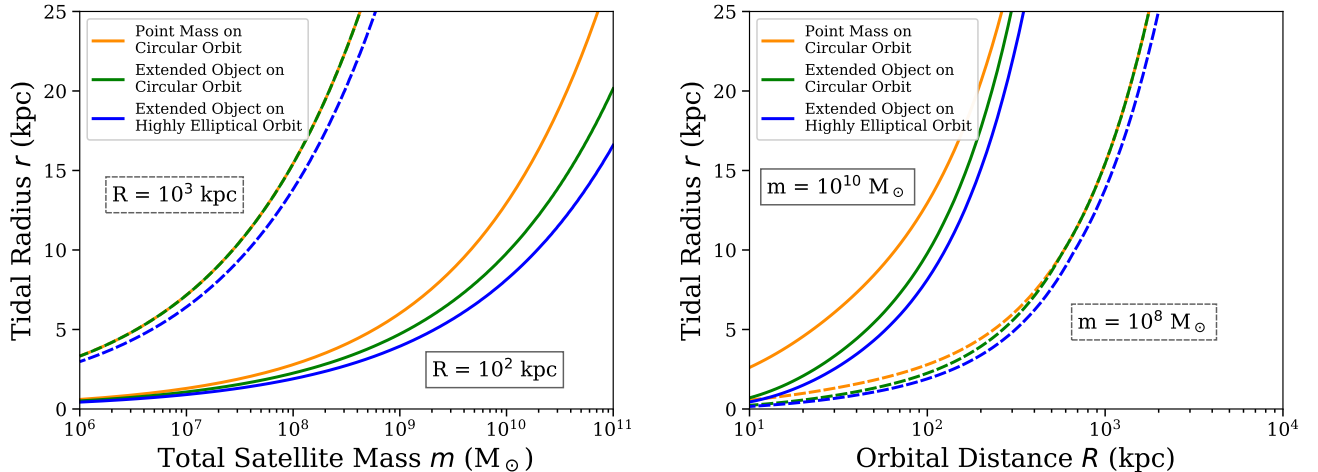 Tidal Radius r (kpc)
25
20
15
10
5
0
Point Mass on
Circular Orbit
Extended Object on
Circular Orbit
Extended Object on
Highly Elliptical Orbit
R = 10³ kpc
R = 10² kpc
10⁶ 10⁷ 10⁸ 10⁹ 10¹⁰ 10¹¹
Total Satellite Mass m (M☉)
Tidal Radius r (kpc)
25
20
15
10
5
0
Point Mass on
Circular Orbit
Extended Object on
Circular Orbit
Extended Object on
Highly Elliptical Orbit
m = 10¹⁰ M☉
m = 10⁸ M☉
10¹ 10² 10³ 10⁴
Orbital Distance R (kpc)